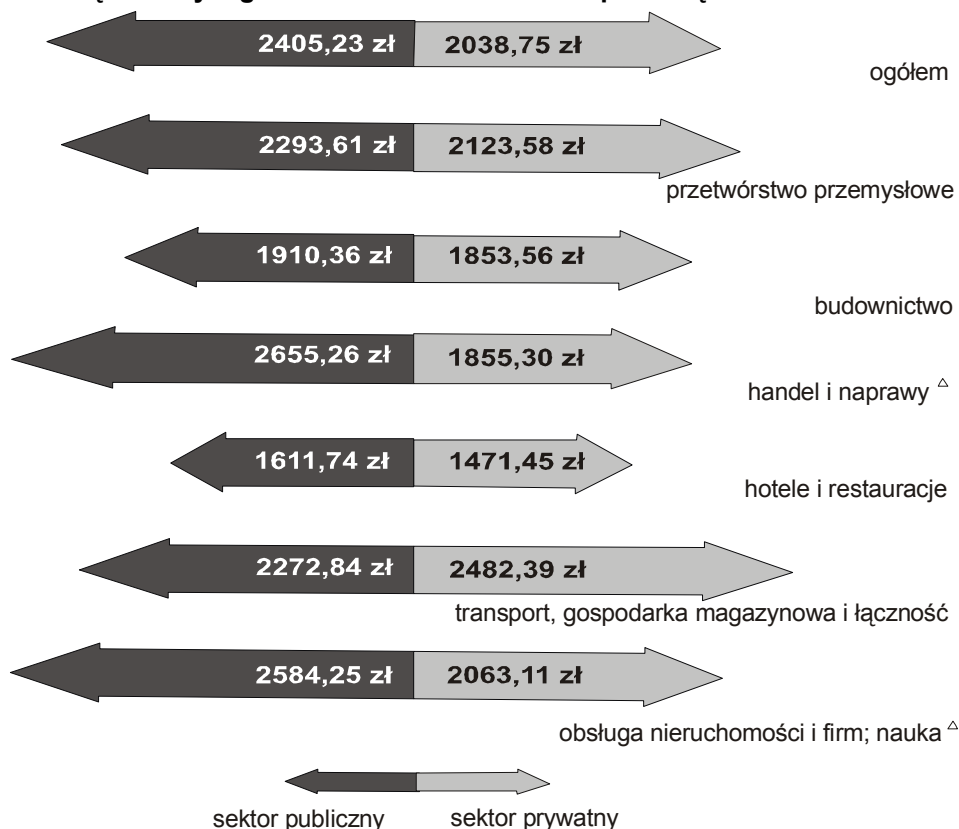 2405,23 zł 2038,75 zł
ogółem
2293,61 zł 2123,58 zł
przetwórstwo przemysłowe
1910,36 zł 1853,56 zł
budownictwo
2655,26 zł 1855,30 zł
handel i naprawy △
1611,74 zł 1471,45 zł
hotele i restauracje
2272,84 zł 2482,39 zł
transport, gospodarka magazynowa i łączność
2584,25 zł 2063,11 zł
obsługa nieruchomości i firm; nauka △
sektor publiczny sektor prywatny